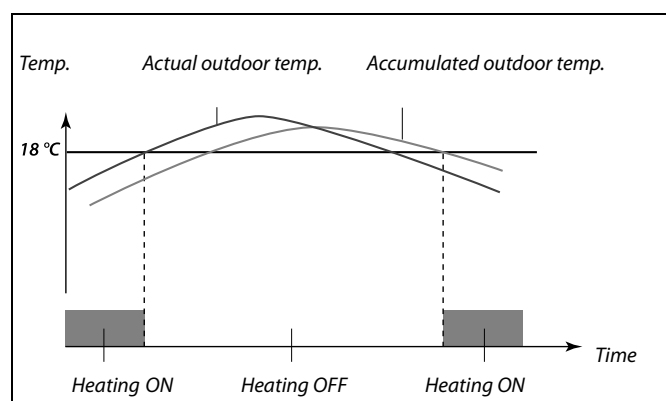 Temp. Actual outdoor temp. Accumulated outdoor temp.
18 °C
Time
Heating ON Heating OFF Heating ON